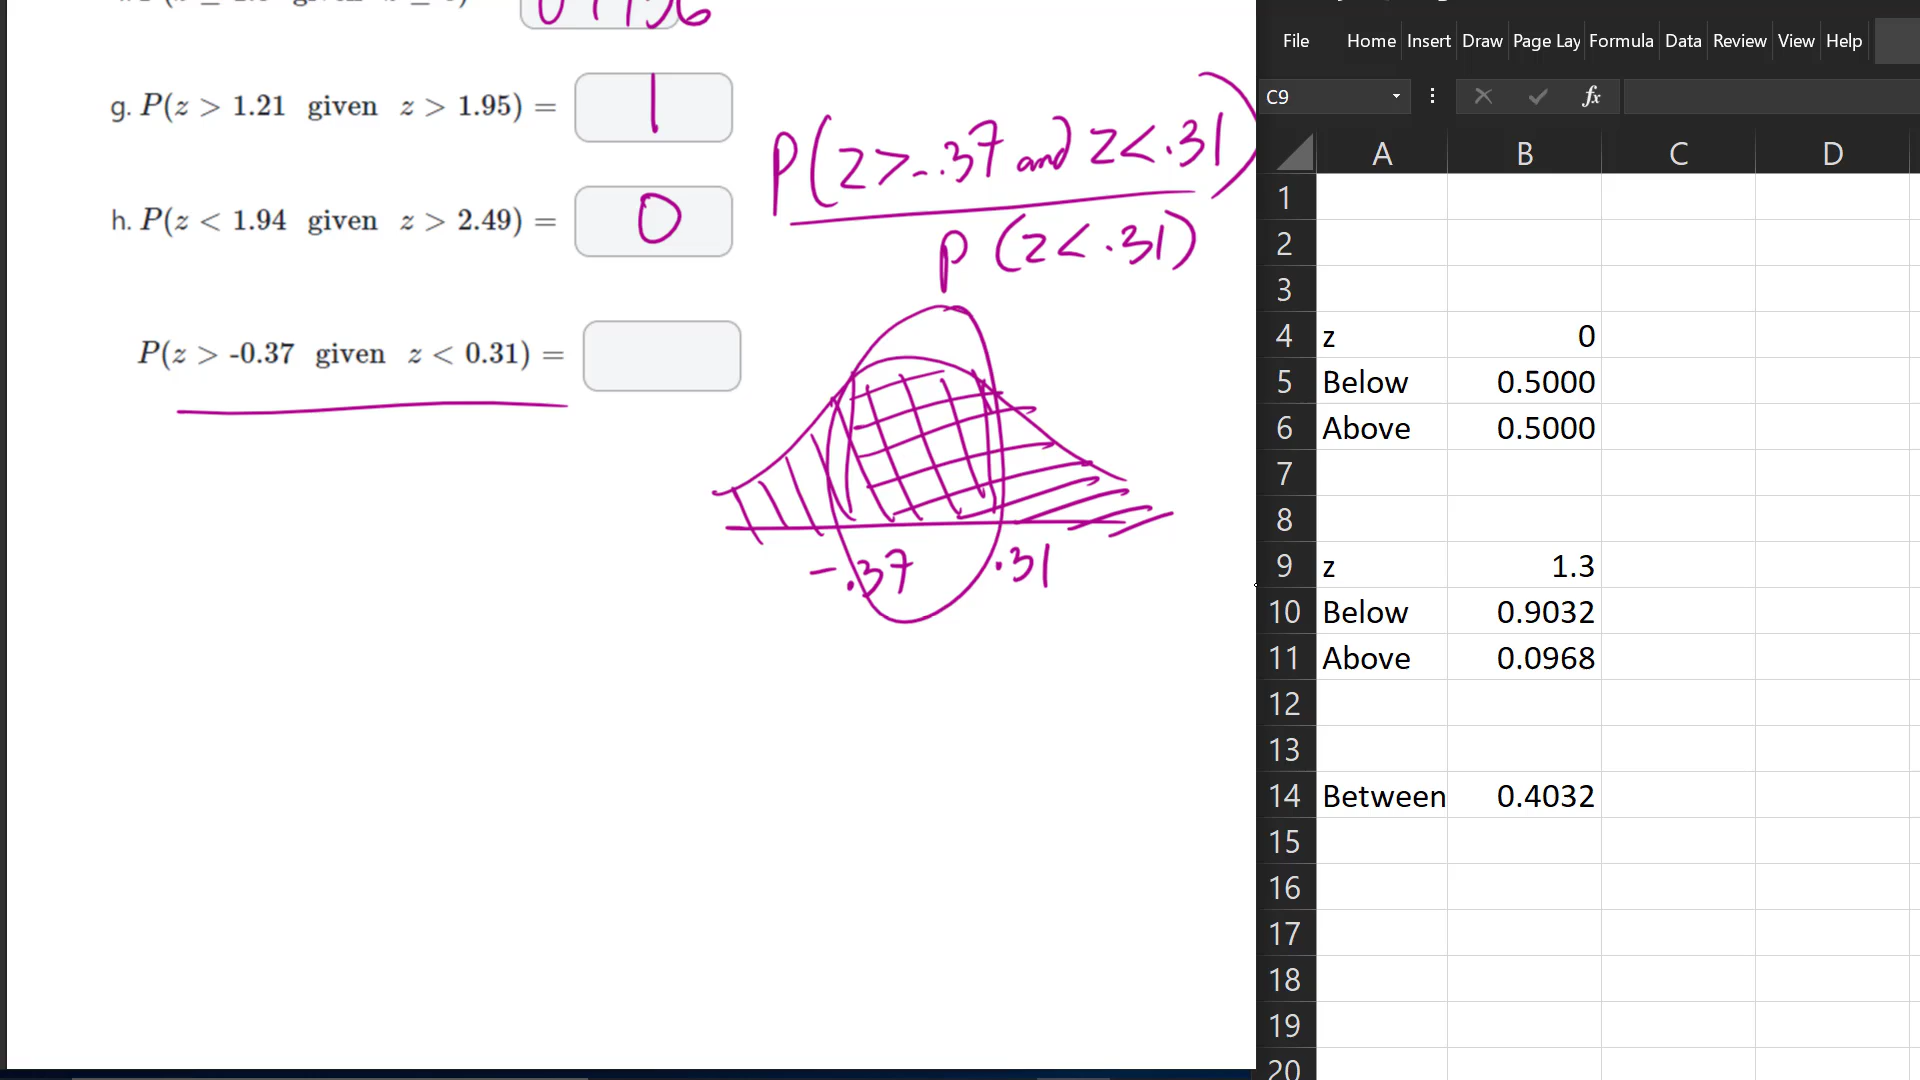 g. P(z > 1.21 given z > 1.95) = 1
h. P(z < 1.94 given z > 2.49) = 0
P(z > -0.37 given z < 0.31) =
P(z > -.37 and z < .31)
P(z < .31)
-.37 .31
File Home Insert Draw Page Lay Formula Data Review View Help
C9 fx
A B C D
1
2
3
4 z 0
5 Below 0.5000
6 Above 0.5000
7
8
9 z 1.3
10 Below 0.9032
11 Above 0.0968
12
13
14 Between 0.4032
15
16
17
18
19
20